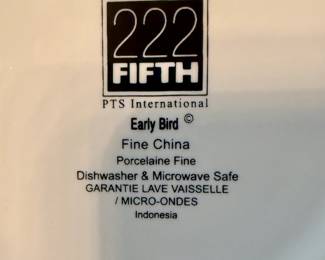 222
FIFTH
PTS International
Early Bird ©
Fine China
Porcelaine Fine
Dishwasher & Microwave Safe
GARANTIE LAVE VAISSELLE
/ MICRO-ONDES
Indonesia